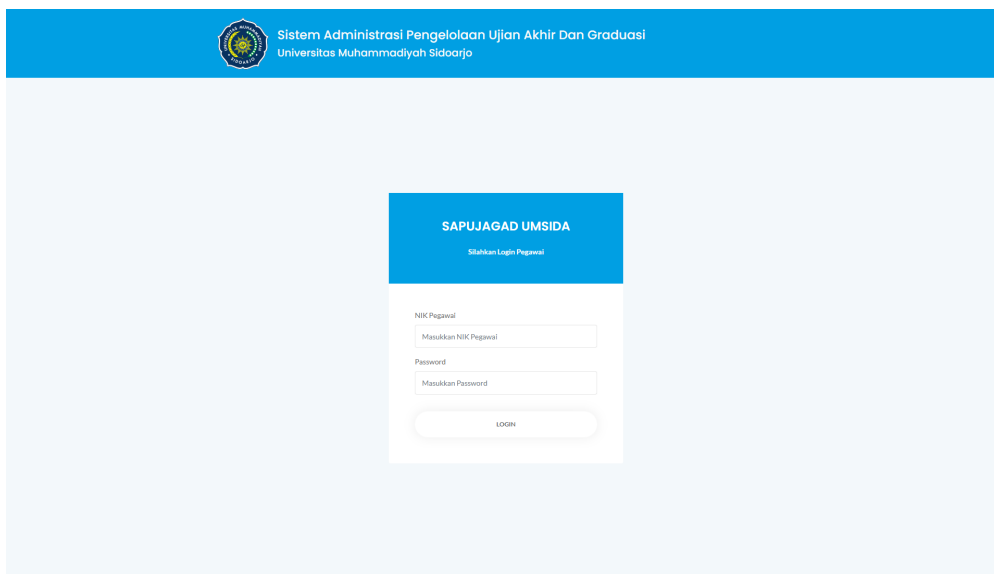 Sistem Administrasi Pengelolaan Ujian Akhir Dan Graduasi
Universitas Muhammadiyah Sidoarjo
SAPUJAGAD UMSIDA
Silahkan Login Pegawai
NIK Pegawai
Masukkan NIK Pegawai
Password
Masukkan Password
LOGIN